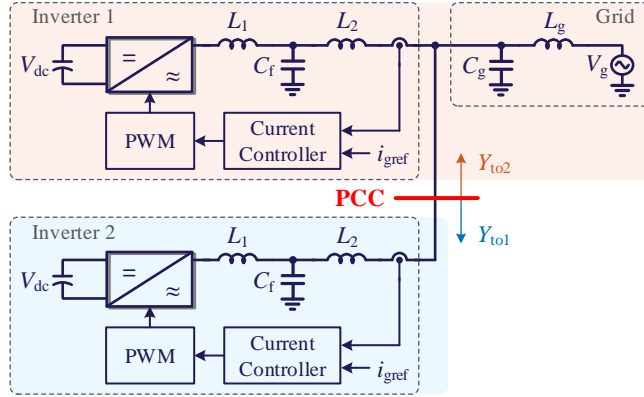 Inverter 1
L1
L2
Lg
Grid
Vdc
=
≈
Cf
Cg
Vg
PWM
Current
Controller
igref
Yto2
PCC
Yto1
Inverter 2
L1
L2
Vdc
=
≈
Cf
PWM
Current
Controller
igref